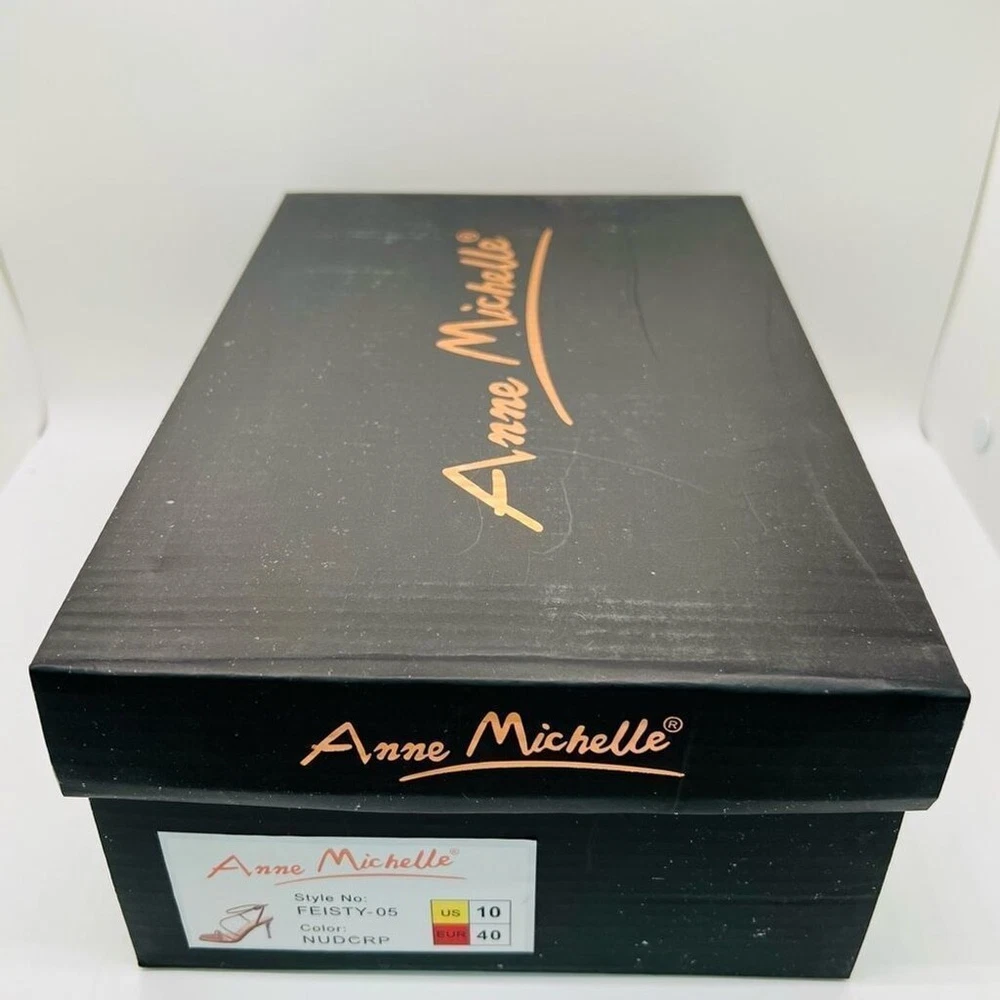 Anne Michelle®
Anne Michelle®
Anne Michelle®
Style No:
FEISTY-05
Color:
NUDCRP
US 10
EUR 40